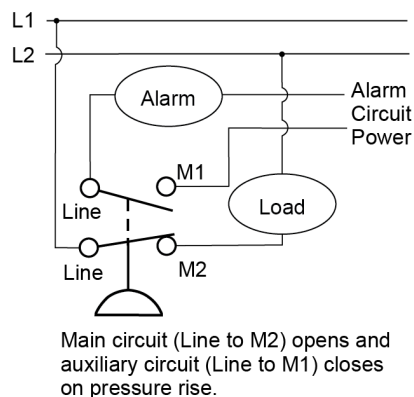 L1
L2
Alarm
Alarm
Circuit
Power
M1
Line
Load
Line
M2
Main circuit (Line to M2) opens and
auxiliary circuit (Line to M1) closes
on pressure rise.